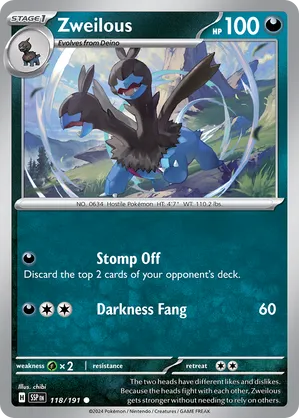 STAGE 1
Zweilous
HP 100
Evolves from Deino
NO. 0634 Hostile Pokémon HT: 4'7" WT: 110.2 lbs.
Stomp Off
Discard the top 2 cards of your opponent's deck.
Darkness Fang 60
weakness ×2 resistance retreat
Illus. chibi
H SSP EN 118/191
The two heads have different likes and dislikes.
Because the heads fight with each other, Zweilous
gets stronger without needing to rely on others.
©2024 Pokémon / Nintendo / Creatures / GAME FREAK